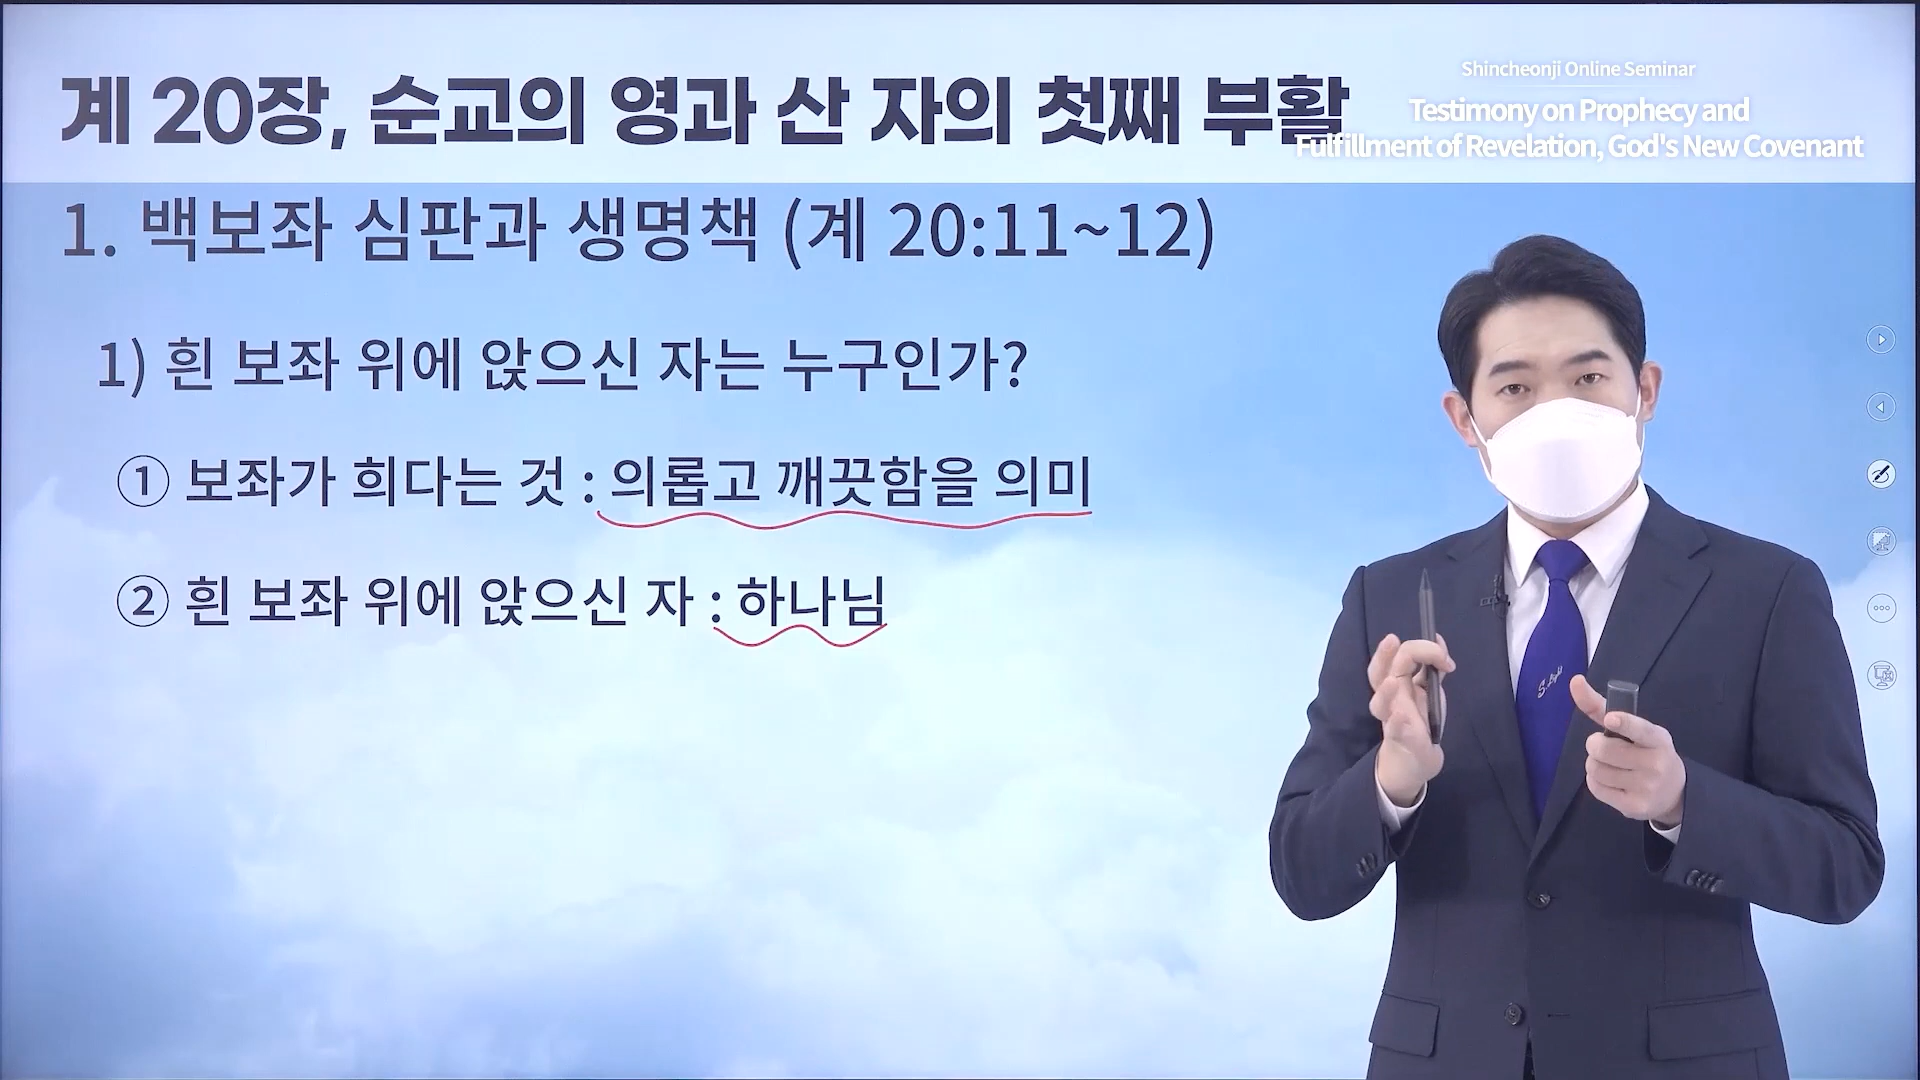 계 20장, 순교의 영과 산 자의 첫째 부활
Shincheonji Online Seminar
Testimony on Prophecy and
Fulfillment of Revelation, God's New Covenant
1. 백보좌 심판과 생명책 (계 20:11~12)
1) 흰 보좌 위에 앉으신 자는 누구인가?
① 보좌가 희다는 것 : 의롭고 깨끗함을 의미
② 흰 보좌 위에 앉으신 자 : 하나님